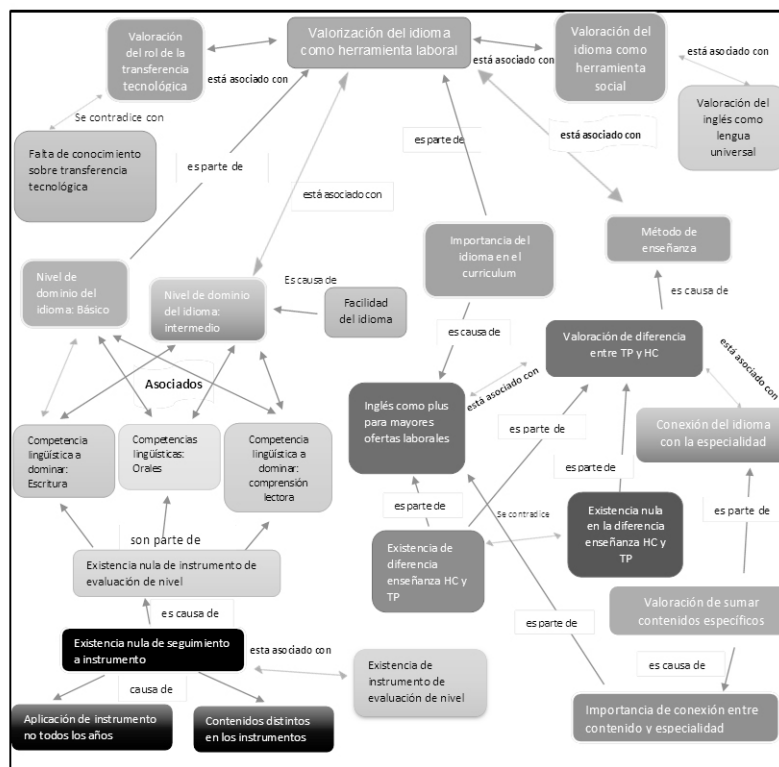 Valoración
del rol de la
transferencia
tecnológica
Valorización del idioma
como herramienta laboral
Valoración del
idioma como
herramienta
social
está asociado con
está asociado con
está asociado con
Se contradice con
Valoración del
inglés como
lengua
universal
está asociado con
Falta de conocimiento
sobre transferencia
tecnológica
es parte de
es parte de
está asociado con
Importancia del
idioma en el
curriculum
Método de
enseñanza
Nivel de
dominio del
idioma: Básico
Nivel de dominio
del idioma:
intermedio
Es causa de
Facilidad
del idioma
es causa de
es causa de
Valoración de diferencia
entre TP y HC
está asociado con
Asociados
está asociado con
Inglés como plus
para mayores
ofertas laborales
Conexión del idioma
con la especialidad
Competencia
lingüística a
dominar:
Escritura
Competencias
lingüísticas:
Orales
Competencia
lingüística a
dominar:
comprensión
lectora
es parte de
es parte de
es parte de
Se contradice
Existencia nula
en la diferencia
enseñanza HC y
TP
es parte de
son parte de
Existencia de
diferencia
enseñanza HC y
TP
Existencia nula de instrumento de
evaluación de nivel
es causa de
Valoración de sumar
contenidos específicos
es parte de
Existencia nula de seguimiento
a instrumento
esta asociado con
Existencia de
instrumento de
evaluación de nivel
es causa de
causa de
Aplicación de instrumento
no todos los años
Contenidos distintos
en los instrumentos
Importancia de conexión entre
contenido y especialidad